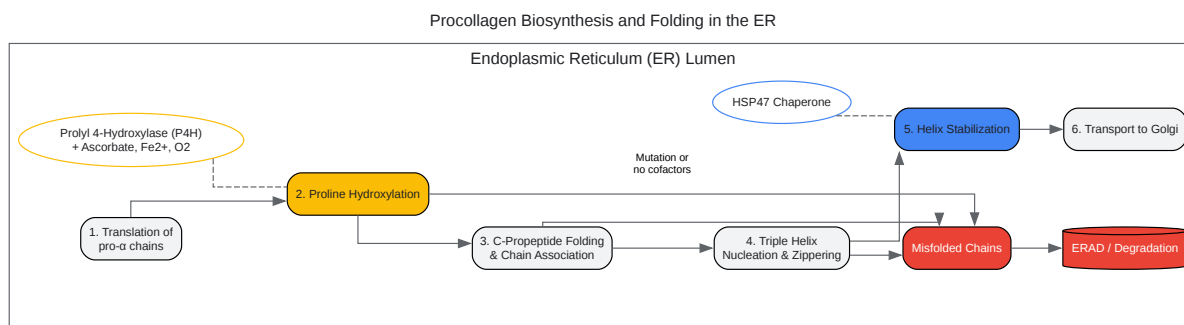 Procollagen Biosynthesis and Folding in the ER
Endoplasmic Reticulum (ER) Lumen
HSP47 Chaperone
Prolyl 4-Hydroxylase (P4H)
+ Ascorbate, Fe2+, O2
5. Helix Stabilization
6. Transport to Golgi
Mutation or
no cofactors
2. Proline Hydroxylation
1. Translation of
pro-α chains
3. C-Propeptide Folding
& Chain Association
4. Triple Helix
Nucleation & Zippering
Misfolded Chains
ERAD / Degradation